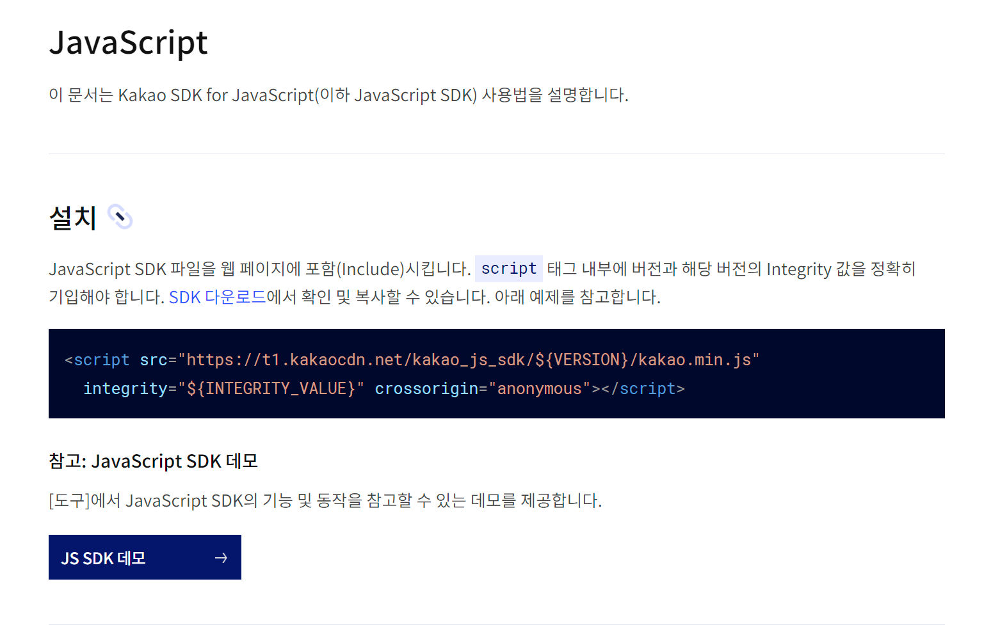 JavaScript
이 문서는 Kakao SDK for JavaScript(이하 JavaScript SDK) 사용법을 설명합니다.
설치
JavaScript SDK 파일을 웹 페이지에 포함(Include)시킵니다. script 태그 내부에 버전과 해당 버전의 Integrity 값을 정확히
기입해야 합니다. SDK 다운로드에서 확인 및 복사할 수 있습니다. 아래 예제를 참고합니다.
<script src="https://t1.kakaocdn.net/kakao_js_sdk/${VERSION}/kakao.min.js"
integrity="${INTEGRITY_VALUE}" crossorigin="anonymous"></script>
참고: JavaScript SDK 데모
[도구]에서 JavaScript SDK의 기능 및 동작을 참고할 수 있는 데모를 제공합니다.
JS SDK 데모 →